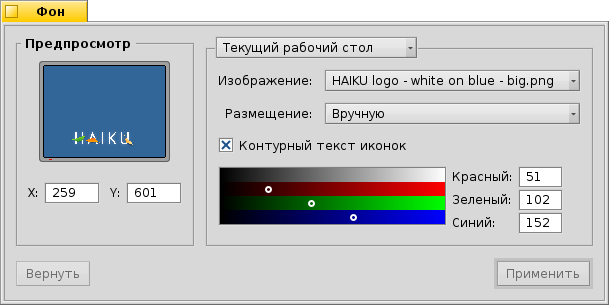 Фон
Предпросмотр
HAIKU
X: 259 Y: 601
Текущий рабочий стол
Изображение: HAIKU logo - white on blue - big.png
Размещение: Вручную
Контурный текст иконок
Красный: 51
Зеленый: 102
Синий: 152
Вернуть
Применить